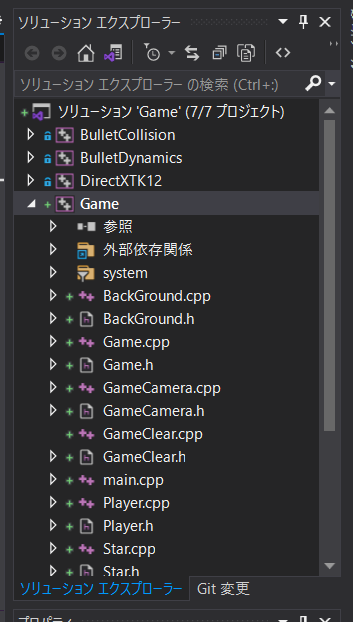 ソリューション エクスプローラー
ソリューション エクスプローラー の検索 (Ctrl+:)
ソリューション 'Game' (7/7 プロジェクト)
BulletCollision
BulletDynamics
DirectXTK12
Game
参照
外部依存関係
system
BackGround.cpp
BackGround.h
Game.cpp
Game.h
GameCamera.cpp
GameCamera.h
GameClear.cpp
GameClear.h
main.cpp
Player.cpp
Player.h
Star.cpp
Star.h
ソリューション エクスプローラー Git 変更
プロパティ